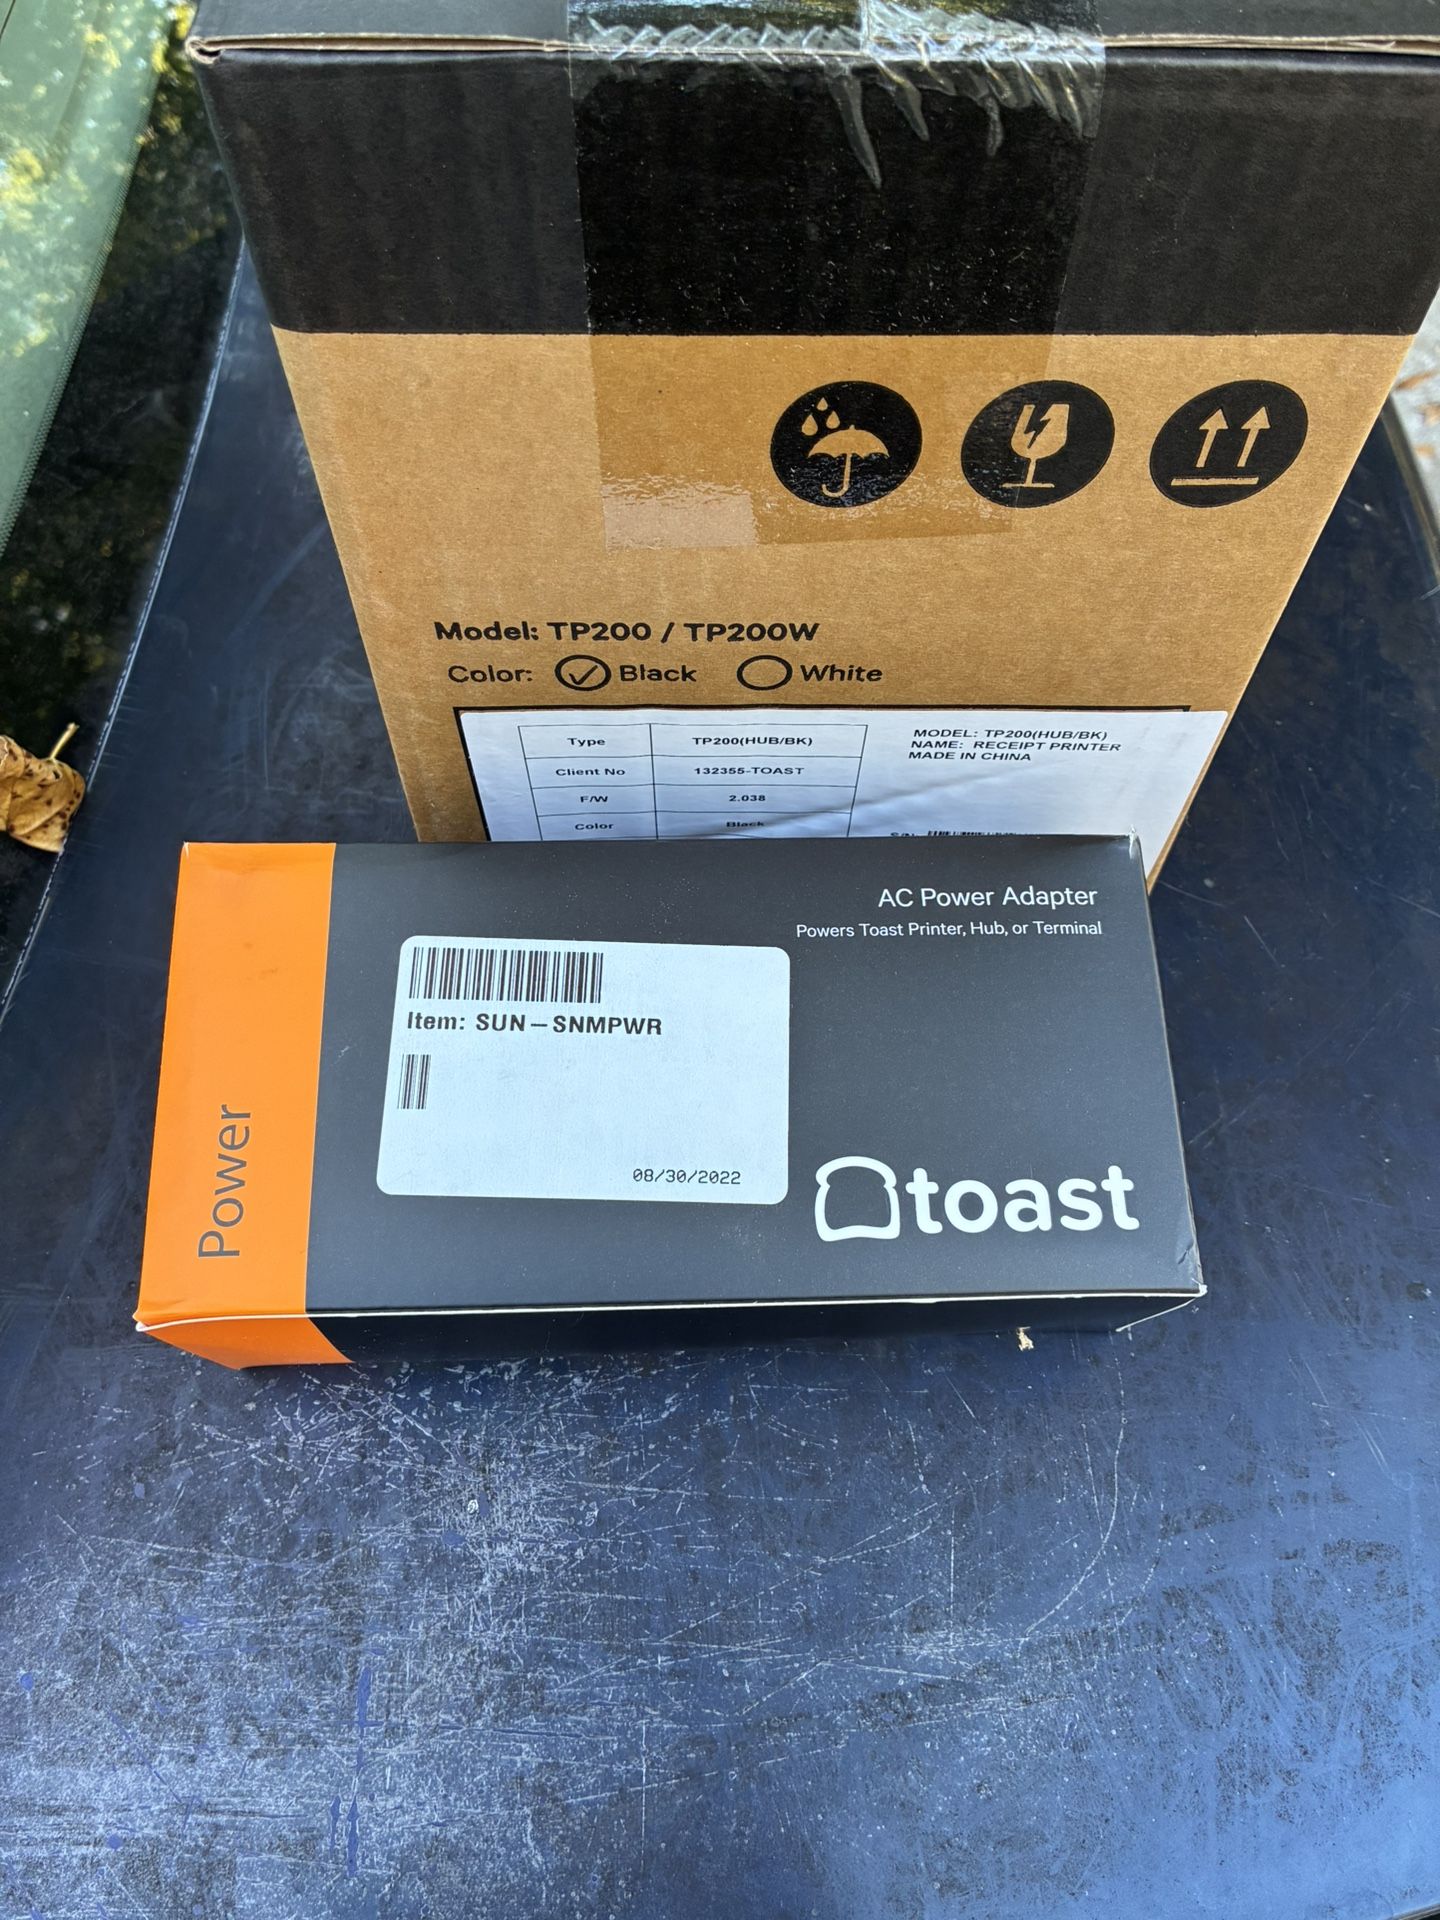 Model: TP200 / TP200W
Color: Black White
Type TP200(HUB/BK)
Client No 132355-TOAST
F/W 2.038
Color Black
MODEL: TP200(HUB/BK)
NAME: RECEIPT PRINTER
MADE IN CHINA
S/N:
Power
AC Power Adapter
Powers Toast Printer, Hub, or Terminal
Item: SUN-SNMPWR
08/30/2022
toast